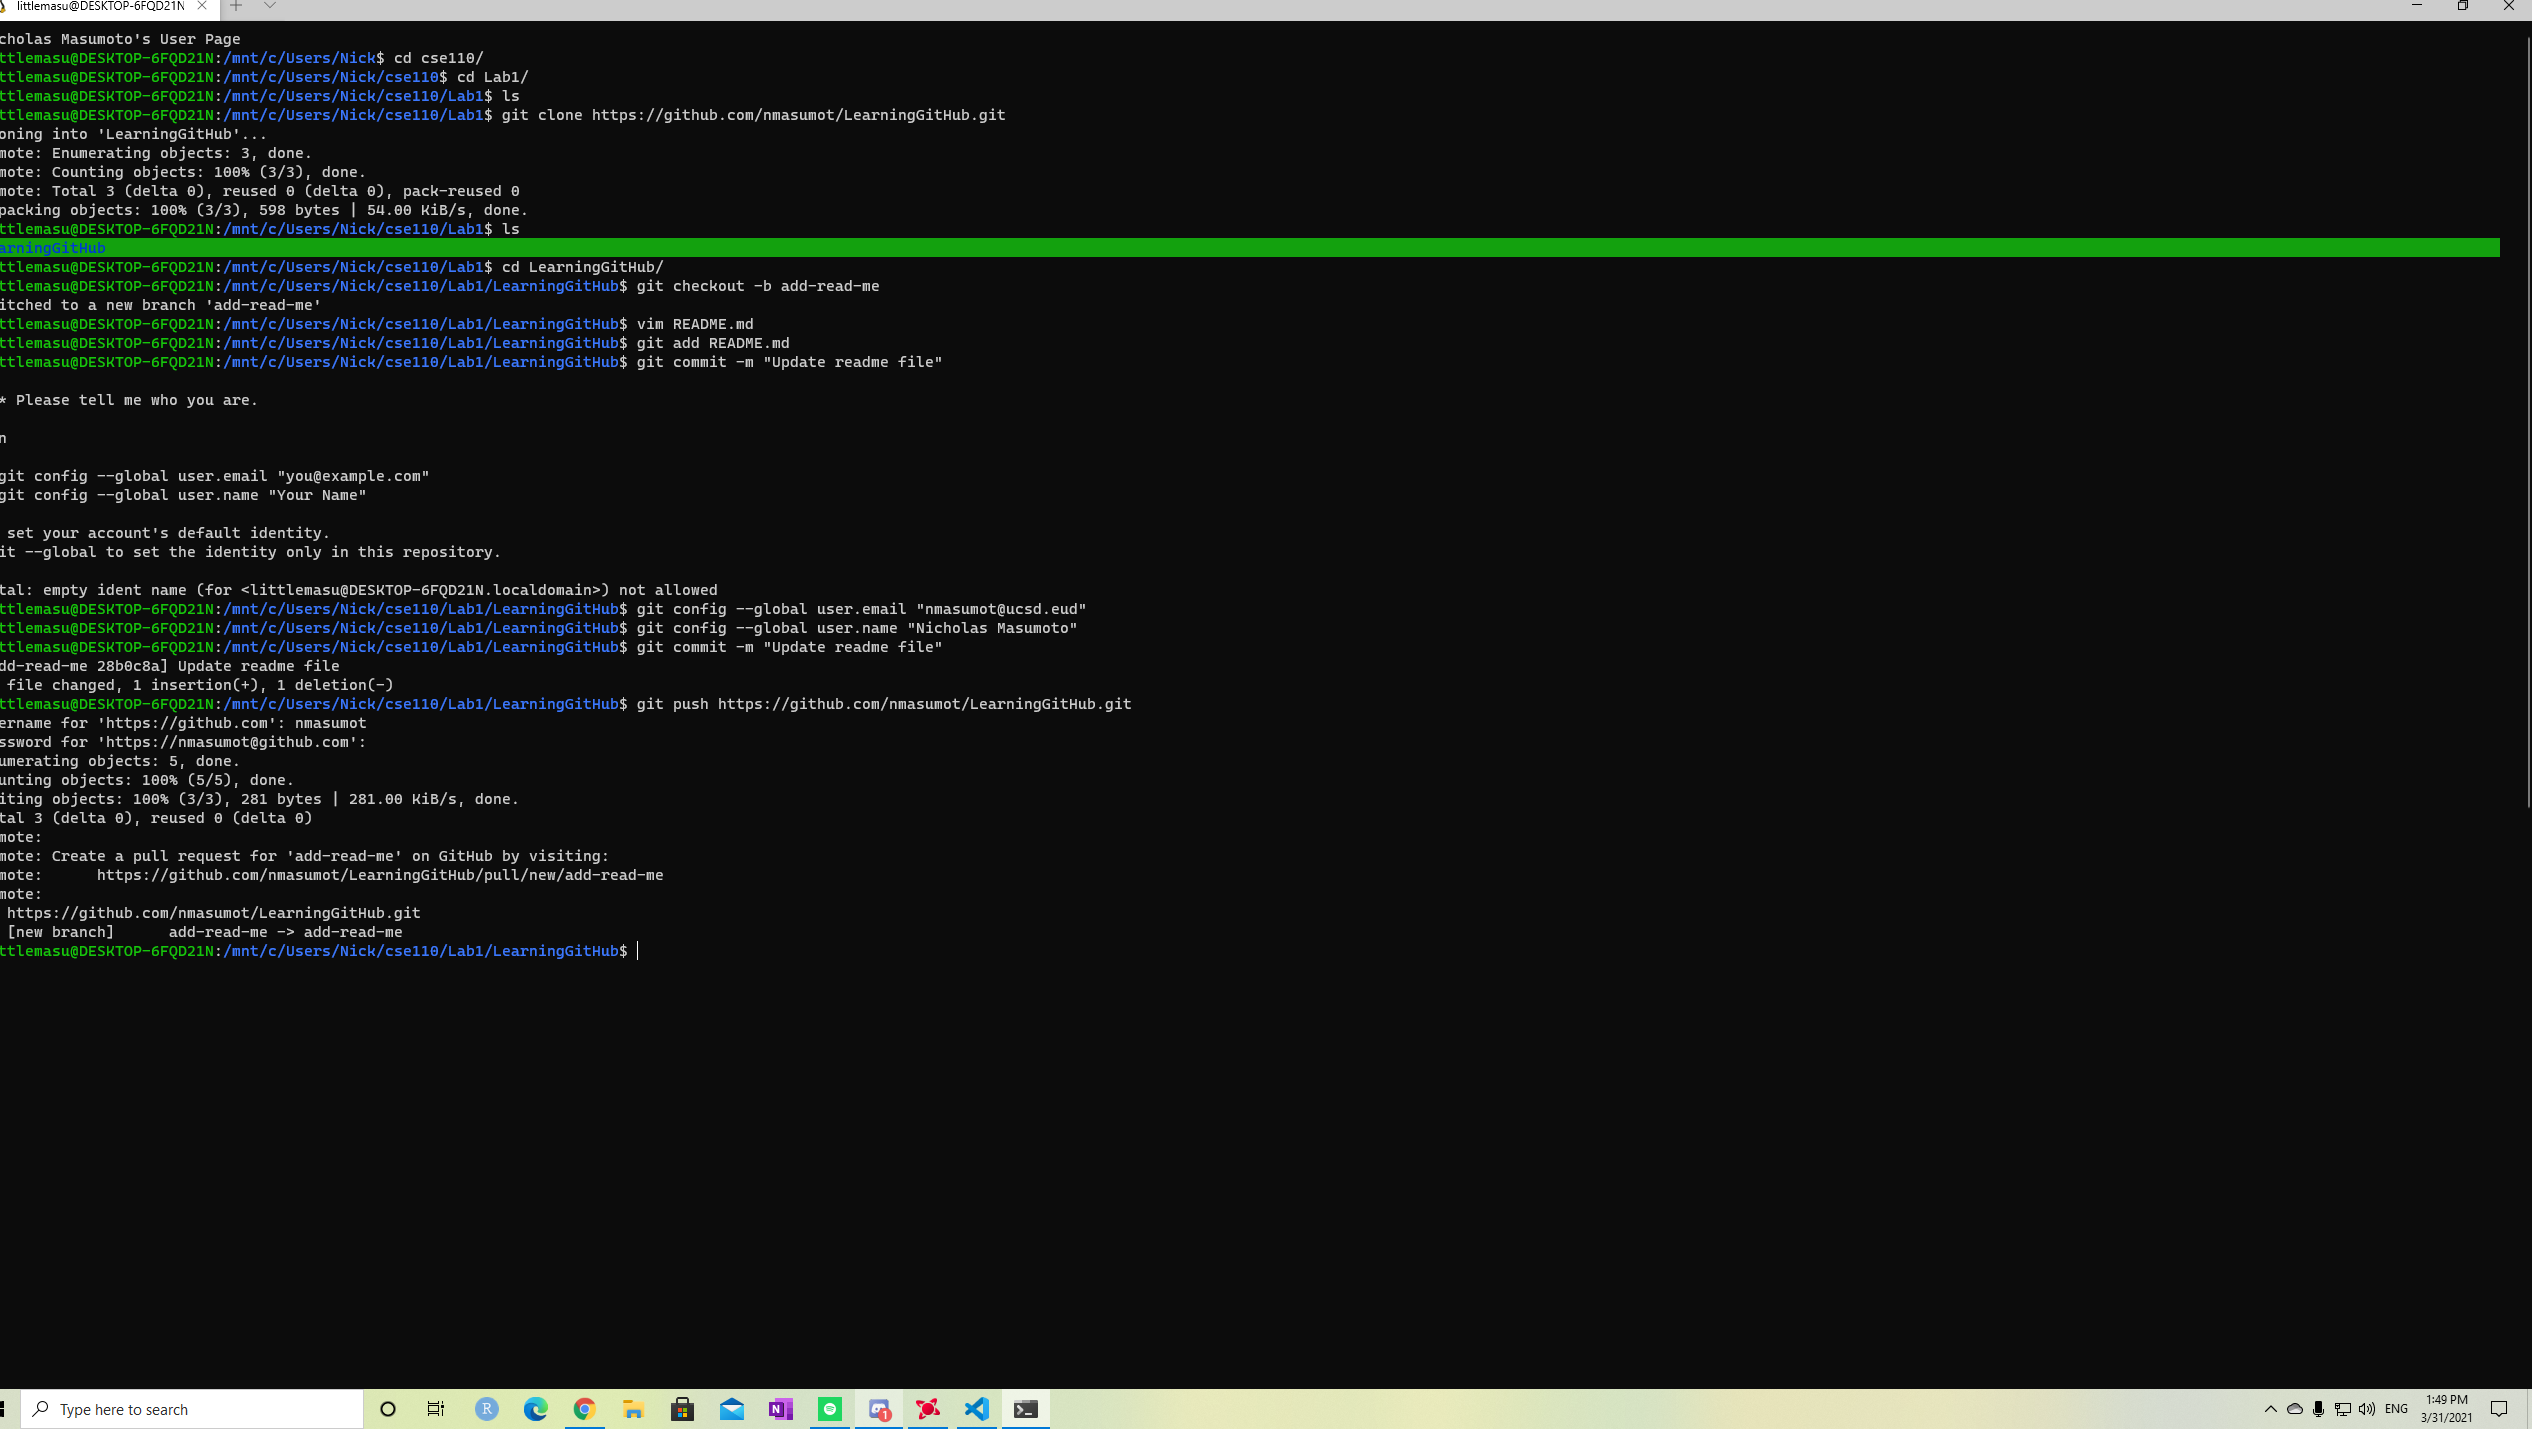 littlemasu@DESKTOP-6FQD21N
cholas Masumoto's User Page
ttlemasu@DESKTOP-6FQD21N:/mnt/c/Users/Nick$ cd cse110/
ttlemasu@DESKTOP-6FQD21N:/mnt/c/Users/Nick/cse110$ cd Lab1/
ttlemasu@DESKTOP-6FQD21N:/mnt/c/Users/Nick/cse110/Lab1$ ls
ttlemasu@DESKTOP-6FQD21N:/mnt/c/Users/Nick/cse110/Lab1$ git clone https://github.com/nmasumot/LearningGitHub.git
oning into 'LearningGitHub'...
mote: Enumerating objects: 3, done.
mote: Counting objects: 100% (3/3), done.
mote: Total 3 (delta 0), reused 0 (delta 0), pack-reused 0
packing objects: 100% (3/3), 598 bytes | 54.00 KiB/s, done.
ttlemasu@DESKTOP-6FQD21N:/mnt/c/Users/Nick/cse110/Lab1$ ls
arningGitHub
ttlemasu@DESKTOP-6FQD21N:/mnt/c/Users/Nick/cse110/Lab1$ cd LearningGitHub/
ttlemasu@DESKTOP-6FQD21N:/mnt/c/Users/Nick/cse110/Lab1/LearningGitHub$ git checkout -b add-read-me
itched to a new branch 'add-read-me'
ttlemasu@DESKTOP-6FQD21N:/mnt/c/Users/Nick/cse110/Lab1/LearningGitHub$ vim README.md
ttlemasu@DESKTOP-6FQD21N:/mnt/c/Users/Nick/cse110/Lab1/LearningGitHub$ git add README.md
ttlemasu@DESKTOP-6FQD21N:/mnt/c/Users/Nick/cse110/Lab1/LearningGitHub$ git commit -m "Update readme file"
* Please tell me who you are.
n
git config --global user.email "you@example.com"
git config --global user.name "Your Name"
set your account's default identity.
it --global to set the identity only in this repository.
tal: empty ident name (for <littlemasu@DESKTOP-6FQD21N.localdomain>) not allowed
ttlemasu@DESKTOP-6FQD21N:/mnt/c/Users/Nick/cse110/Lab1/LearningGitHub$ git config --global user.email "nmasumot@ucsd.eud"
ttlemasu@DESKTOP-6FQD21N:/mnt/c/Users/Nick/cse110/Lab1/LearningGitHub$ git config --global user.name "Nicholas Masumoto"
ttlemasu@DESKTOP-6FQD21N:/mnt/c/Users/Nick/cse110/Lab1/LearningGitHub$ git commit -m "Update readme file"
dd-read-me 28b0c8a] Update readme file
file changed, 1 insertion(+), 1 deletion(-)
ttlemasu@DESKTOP-6FQD21N:/mnt/c/Users/Nick/cse110/Lab1/LearningGitHub$ git push https://github.com/nmasumot/LearningGitHub.git
ername for 'https://github.com': nmasumot
ssword for 'https://nmasumot@github.com':
umerating objects: 5, done.
unting objects: 100% (5/5), done.
iting objects: 100% (3/3), 281 bytes | 281.00 KiB/s, done.
tal 3 (delta 0), reused 0 (delta 0)
mote:
mote: Create a pull request for 'add-read-me' on GitHub by visiting:
mote:      https://github.com/nmasumot/LearningGitHub/pull/new/add-read-me
mote:
https://github.com/nmasumot/LearningGitHub.git
[new branch]      add-read-me -> add-read-me
ttlemasu@DESKTOP-6FQD21N:/mnt/c/Users/Nick/cse110/Lab1/LearningGitHub$
Type here to search
R
N
1
ENG
1:49 PM
3/31/2021